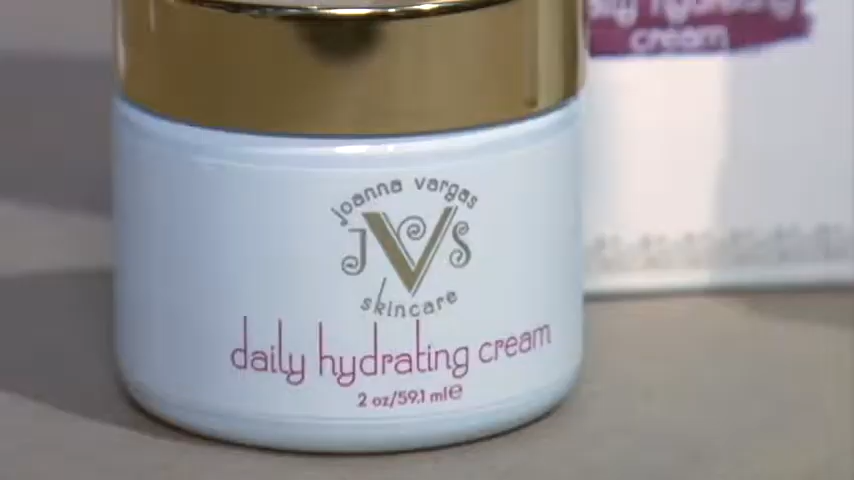 joanna vargas
JVS
skincare
daily hydrating cream
2 oz/59.1 ml℮
daily hydrating
cream